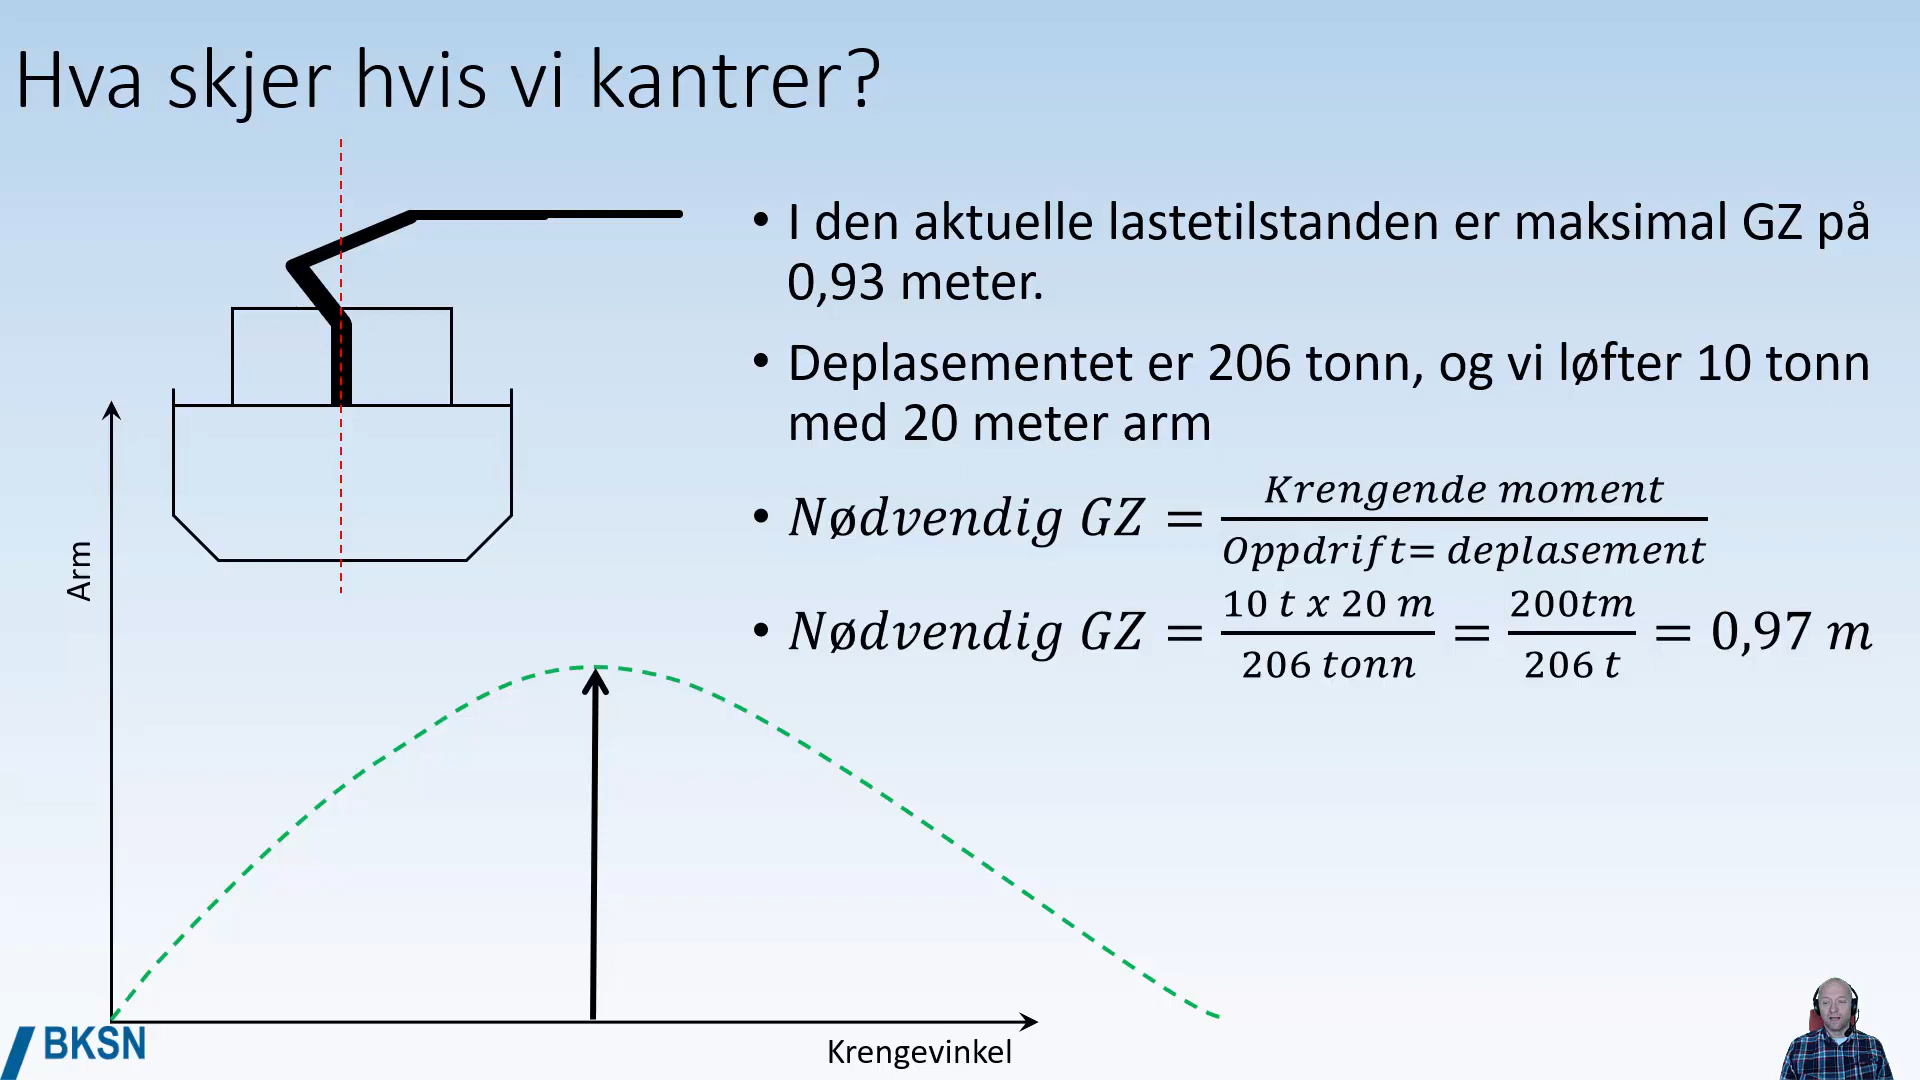 Hva skjer hvis vi kantrer?
• I den aktuelle lastetilstanden er maksimal GZ på
0,93 meter.
• Deplasementet er 206 tonn, og vi løfter 10 tonn
med 20 meter arm
• Nødvendig GZ = Krengende moment / Oppdrift= deplasement
• Nødvendig GZ = 10 t x 20 m / 206 tonn = 200tm / 206 t = 0,97 m
Arm
Krengevinkel
BKSN